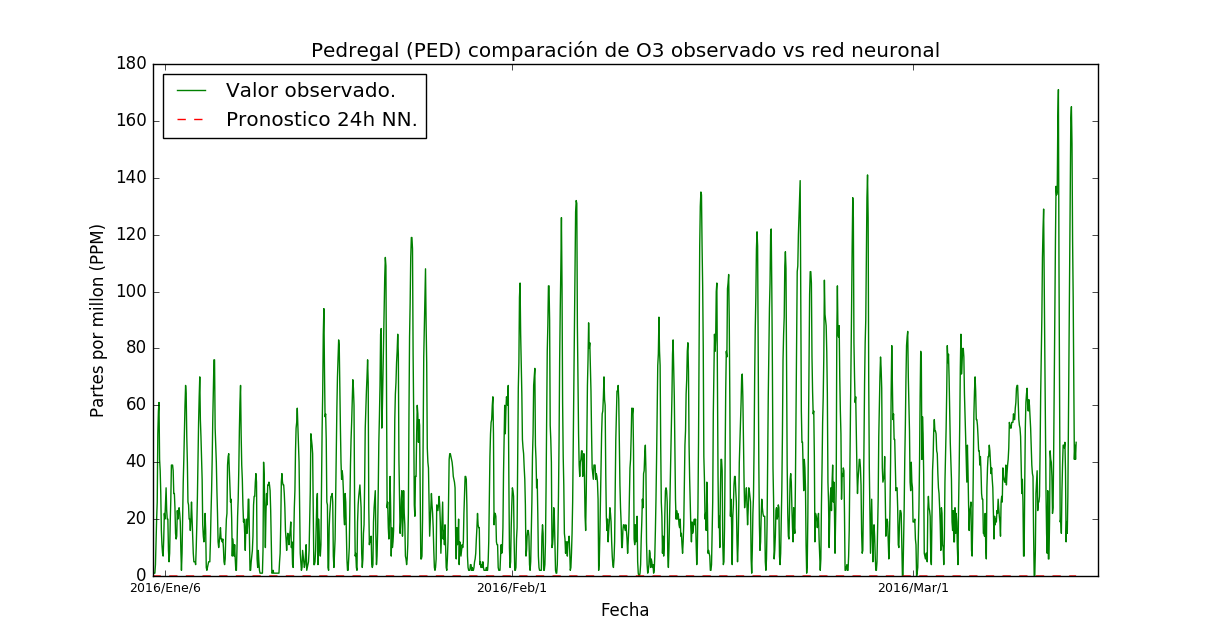 Pedregal (PED) comparación de O3 observado vs red neuronal
Valor observado.
Pronostico 24h NN.
Partes por millon (PPM)
180
160
140
120
100
80
60
40
20
0
2016/Ene/6
2016/Feb/1
2016/Mar/1
Fecha